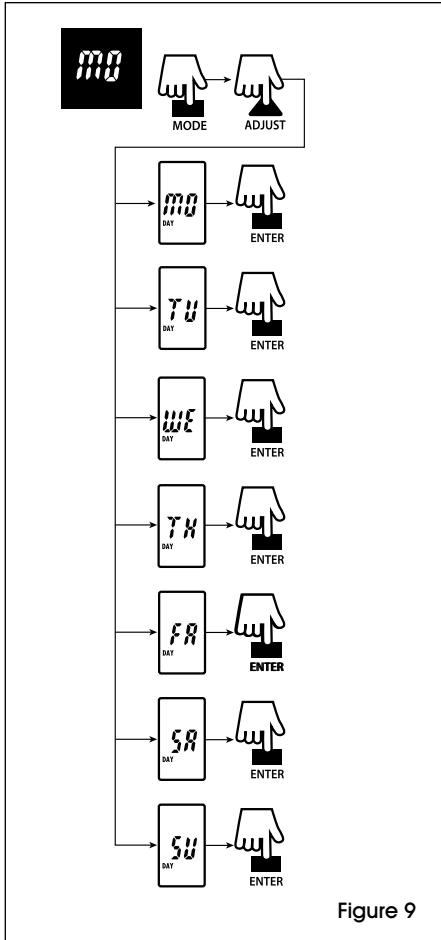 MO
MODE ADJUST
MO
DAY
ENTER
TU
DAY
ENTER
WE
DAY
ENTER
TH
DAY
ENTER
FR
DAY
ENTER
SA
DAY
ENTER
SU
DAY
ENTER
Figure 9